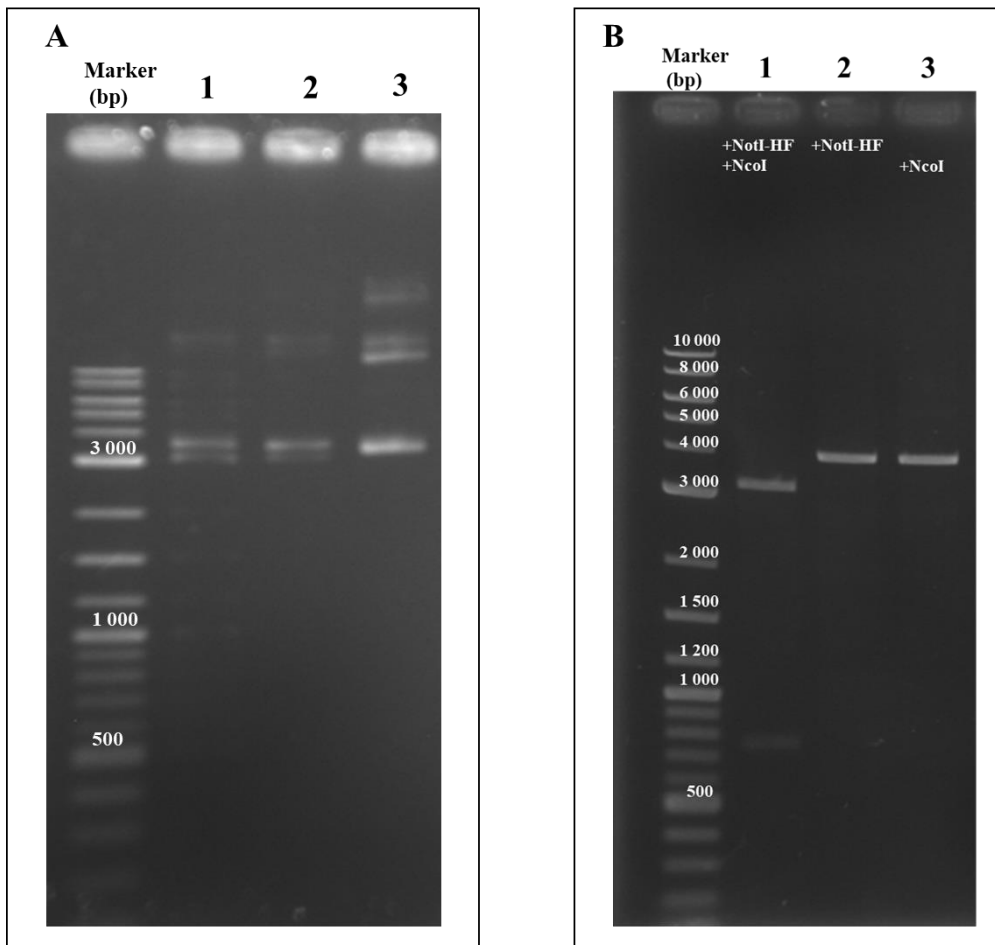 A
Marker
(bp)
1
2
3
3 000
1 000
500
B
Marker
(bp)
1
2
3
+NotI-HF
+NcoI
+NotI-HF
+NcoI
10 000
8 000
6 000
5 000
4 000
3 000
2 000
1 500
1 200
1 000
500